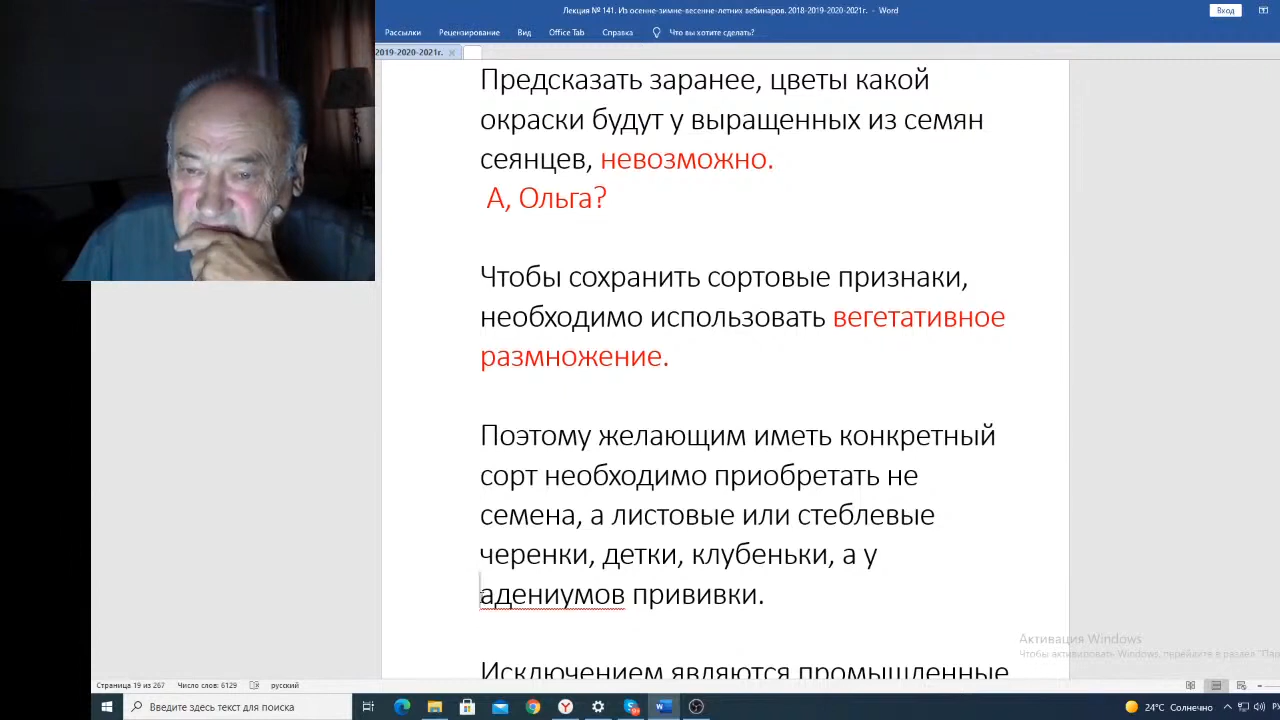 Лекция № 141. Из осенне-зимне-весенне-летних вебинаров. 2018-2019-2020-2021г. - Word
Вход
Рассылки Рецензирование Вид Office Tab Справка Что вы хотите сделать?
2019-2020-2021г.
Предсказать заранее, цветы какой
окраски будут у выращенных из семян
сеянцев, невозможно.
А, Ольга?
Чтобы сохранить сортовые признаки,
необходимо использовать вегетативное
размножение.
Поэтому желающим иметь конкретный
сорт необходимо приобретать не
семена, а листовые или стеблевые
черенки, детки, клубеньки, а у
адениумов прививки.
Исключением являются промышленные
Активация Windows
Чтобы активировать Windows, перейдите в раздел "Пар
Страница 19 из 267 Число слов: 6129 русский
Введите здесь текст для поиска
24°C Солнечно